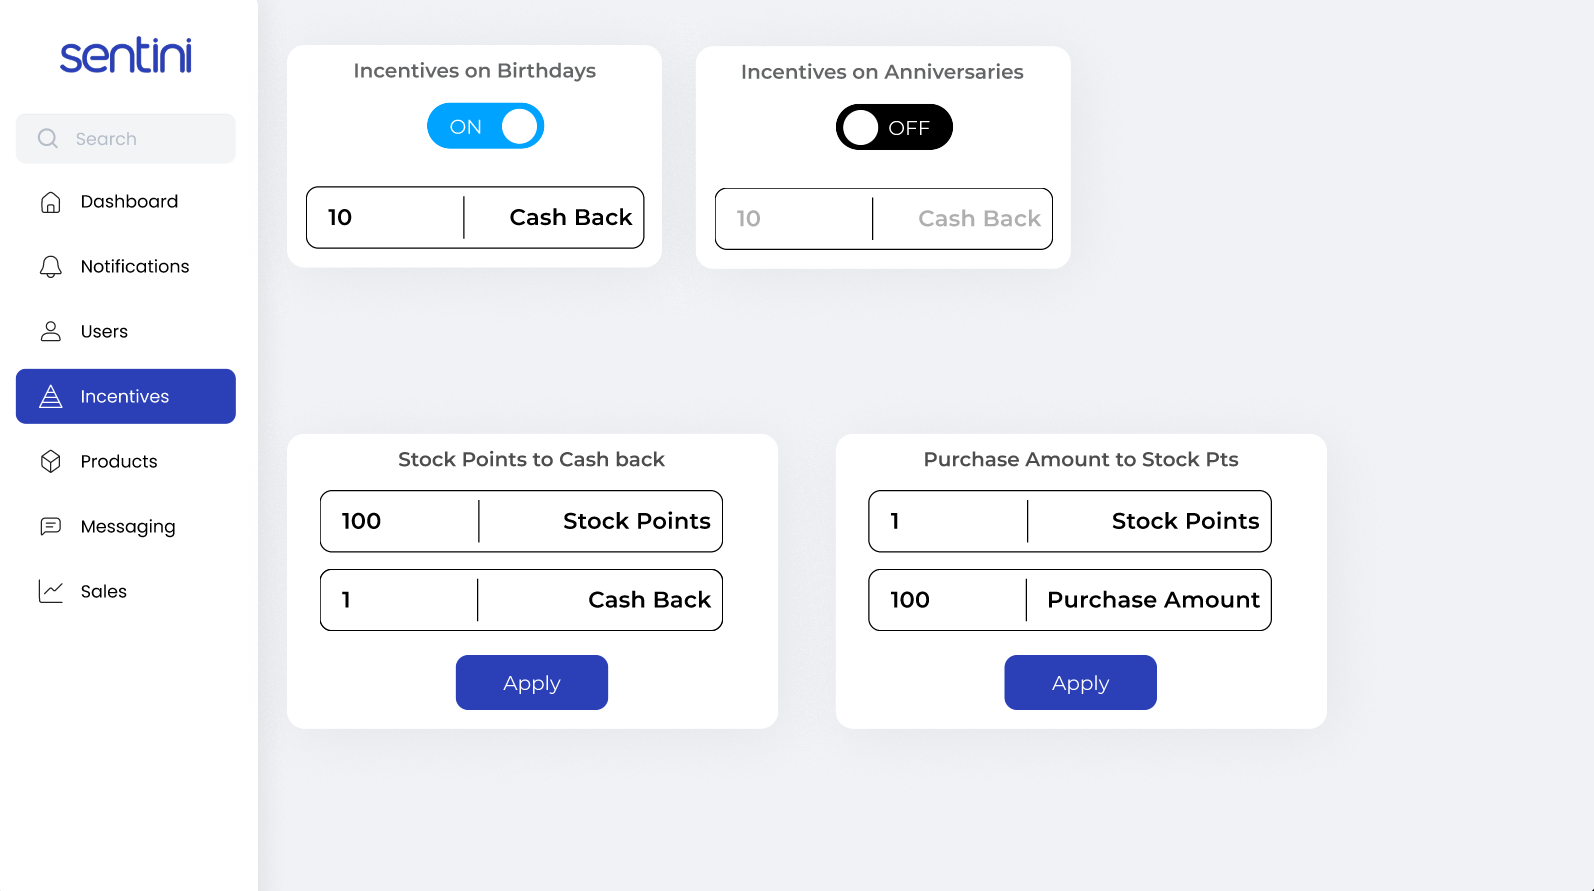 sentini
Search
Dashboard
Notifications
Users
Incentives
Products
Messaging
Sales
Incentives on Birthdays
ON
10 Cash Back
Incentives on Anniversaries
OFF
10 Cash Back
Stock Points to Cash back
100 Stock Points
1 Cash Back
Apply
Purchase Amount to Stock Pts
1 Stock Points
100 Purchase Amount
Apply